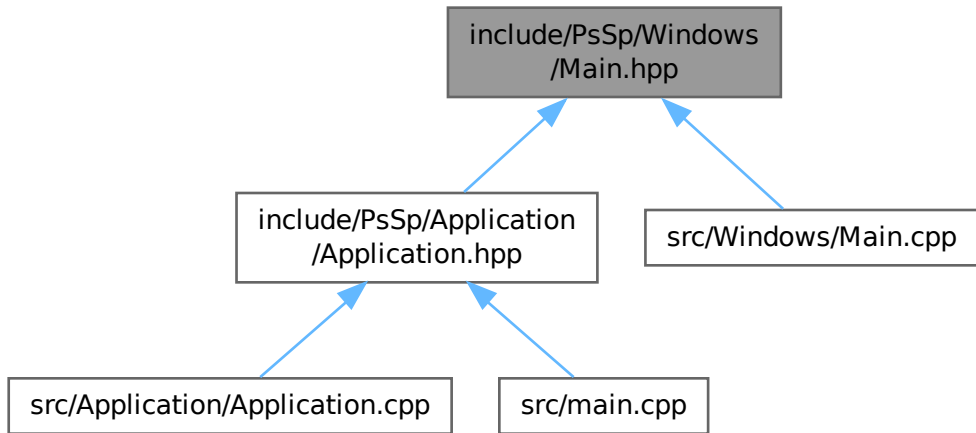 include/PsSp/Windows
/Main.hpp
include/PsSp/Application
/Application.hpp
src/Windows/Main.cpp
src/Application/Application.cpp
src/main.cpp